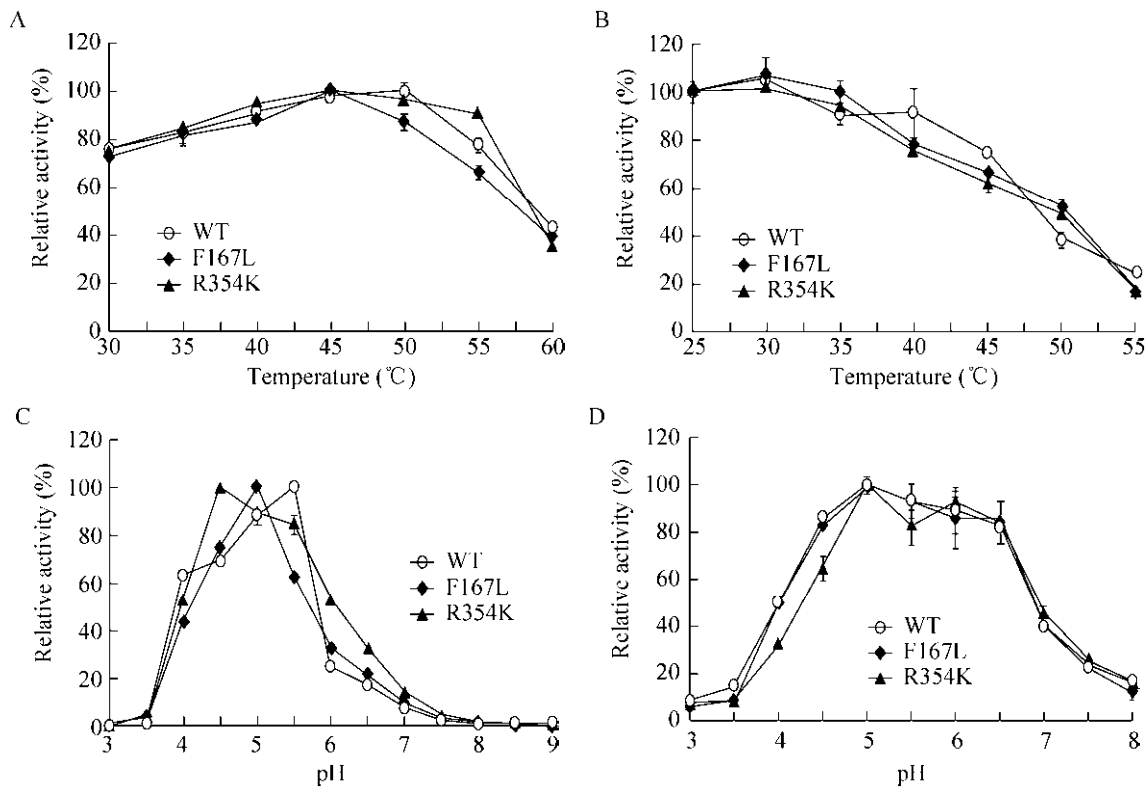 A
120
100
80
60
40
20
0
Relative activity (%)
WT
F167L
R354K
30 35 40 45 50 55 60
Temperature (℃)
B
120
100
80
60
40
20
0
Relative activity (%)
WT
F167L
R354K
25 30 35 40 45 50 55
Temperature (℃)
C
120
100
80
60
40
20
0
Relative activity (%)
WT
F167L
R354K
3 4 5 6 7 8 9
pH
D
120
100
80
60
40
20
0
Relative activity (%)
WT
F167L
R354K
3 4 5 6 7 8
pH